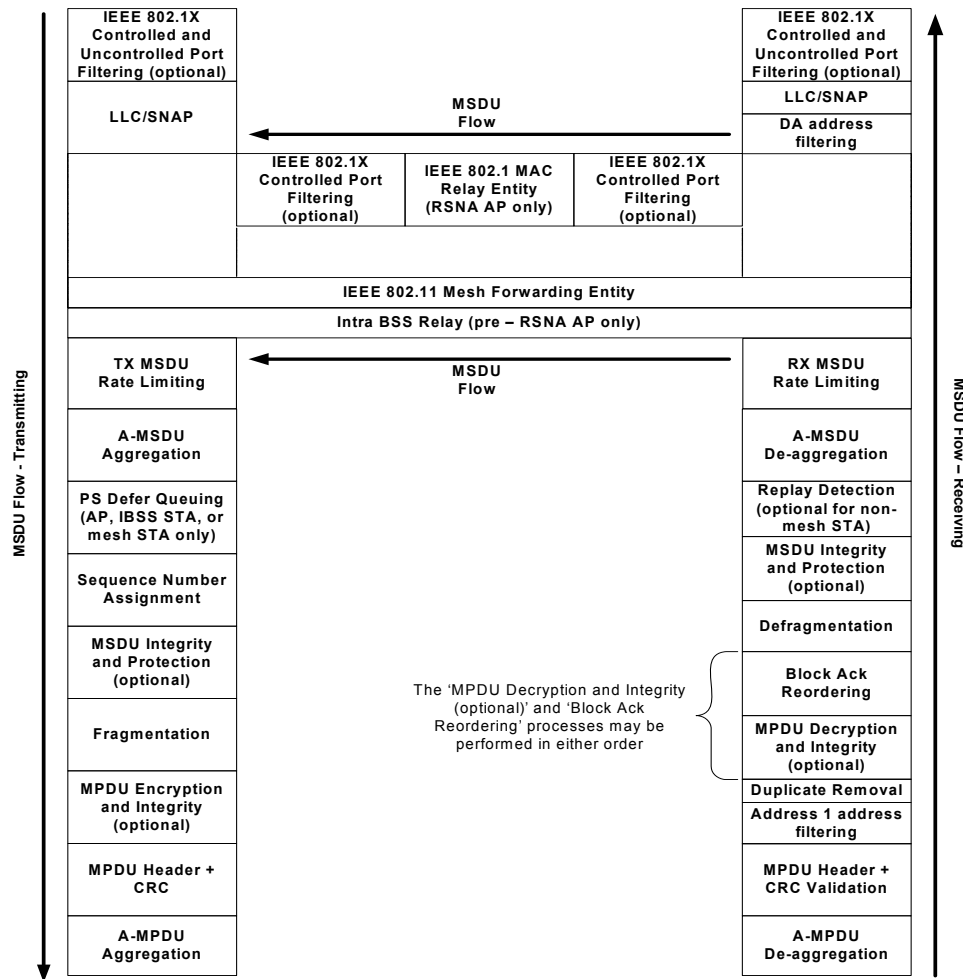 IEEE 802.1X
Controlled and
Uncontrolled Port
Filtering (optional)
LLC/SNAP
MSDU
Flow
IEEE 802.1X
Controlled and
Uncontrolled Port
Filtering (optional)
LLC/SNAP
DA address
filtering
IEEE 802.1X
Controlled Port
Filtering
(optional)
IEEE 802.1 MAC
Relay Entity
(RSNA AP only)
IEEE 802.1X
Controlled Port
Filtering
(optional)
IEEE 802.11 Mesh Forwarding Entity
Intra BSS Relay (pre – RSNA AP only)
MSDU
Flow
MSDU Flow - Transmitting
TX MSDU
Rate Limiting
A-MSDU
Aggregation
PS Defer Queuing
(AP, IBSS STA, or
mesh STA only)
Sequence Number
Assignment
MSDU Integrity
and Protection
(optional)
Fragmentation
MPDU Encryption
and Integrity
(optional)
MPDU Header +
CRC
A-MPDU
Aggregation
The ‘MPDU Decryption and Integrity
(optional)’ and ‘Block Ack
Reordering’ processes may be
performed in either order
RX MSDU
Rate Limiting
A-MSDU
De-aggregation
Replay Detection
(optional for non-
mesh STA)
MSDU Integrity
and Protection
(optional)
Defragmentation
Block Ack
Reordering
MPDU Decryption
and Integrity
(optional)
Duplicate Removal
Address 1 address
filtering
MPDU Header +
CRC Validation
A-MPDU
De-aggregation
MSDU Flow – Receiving